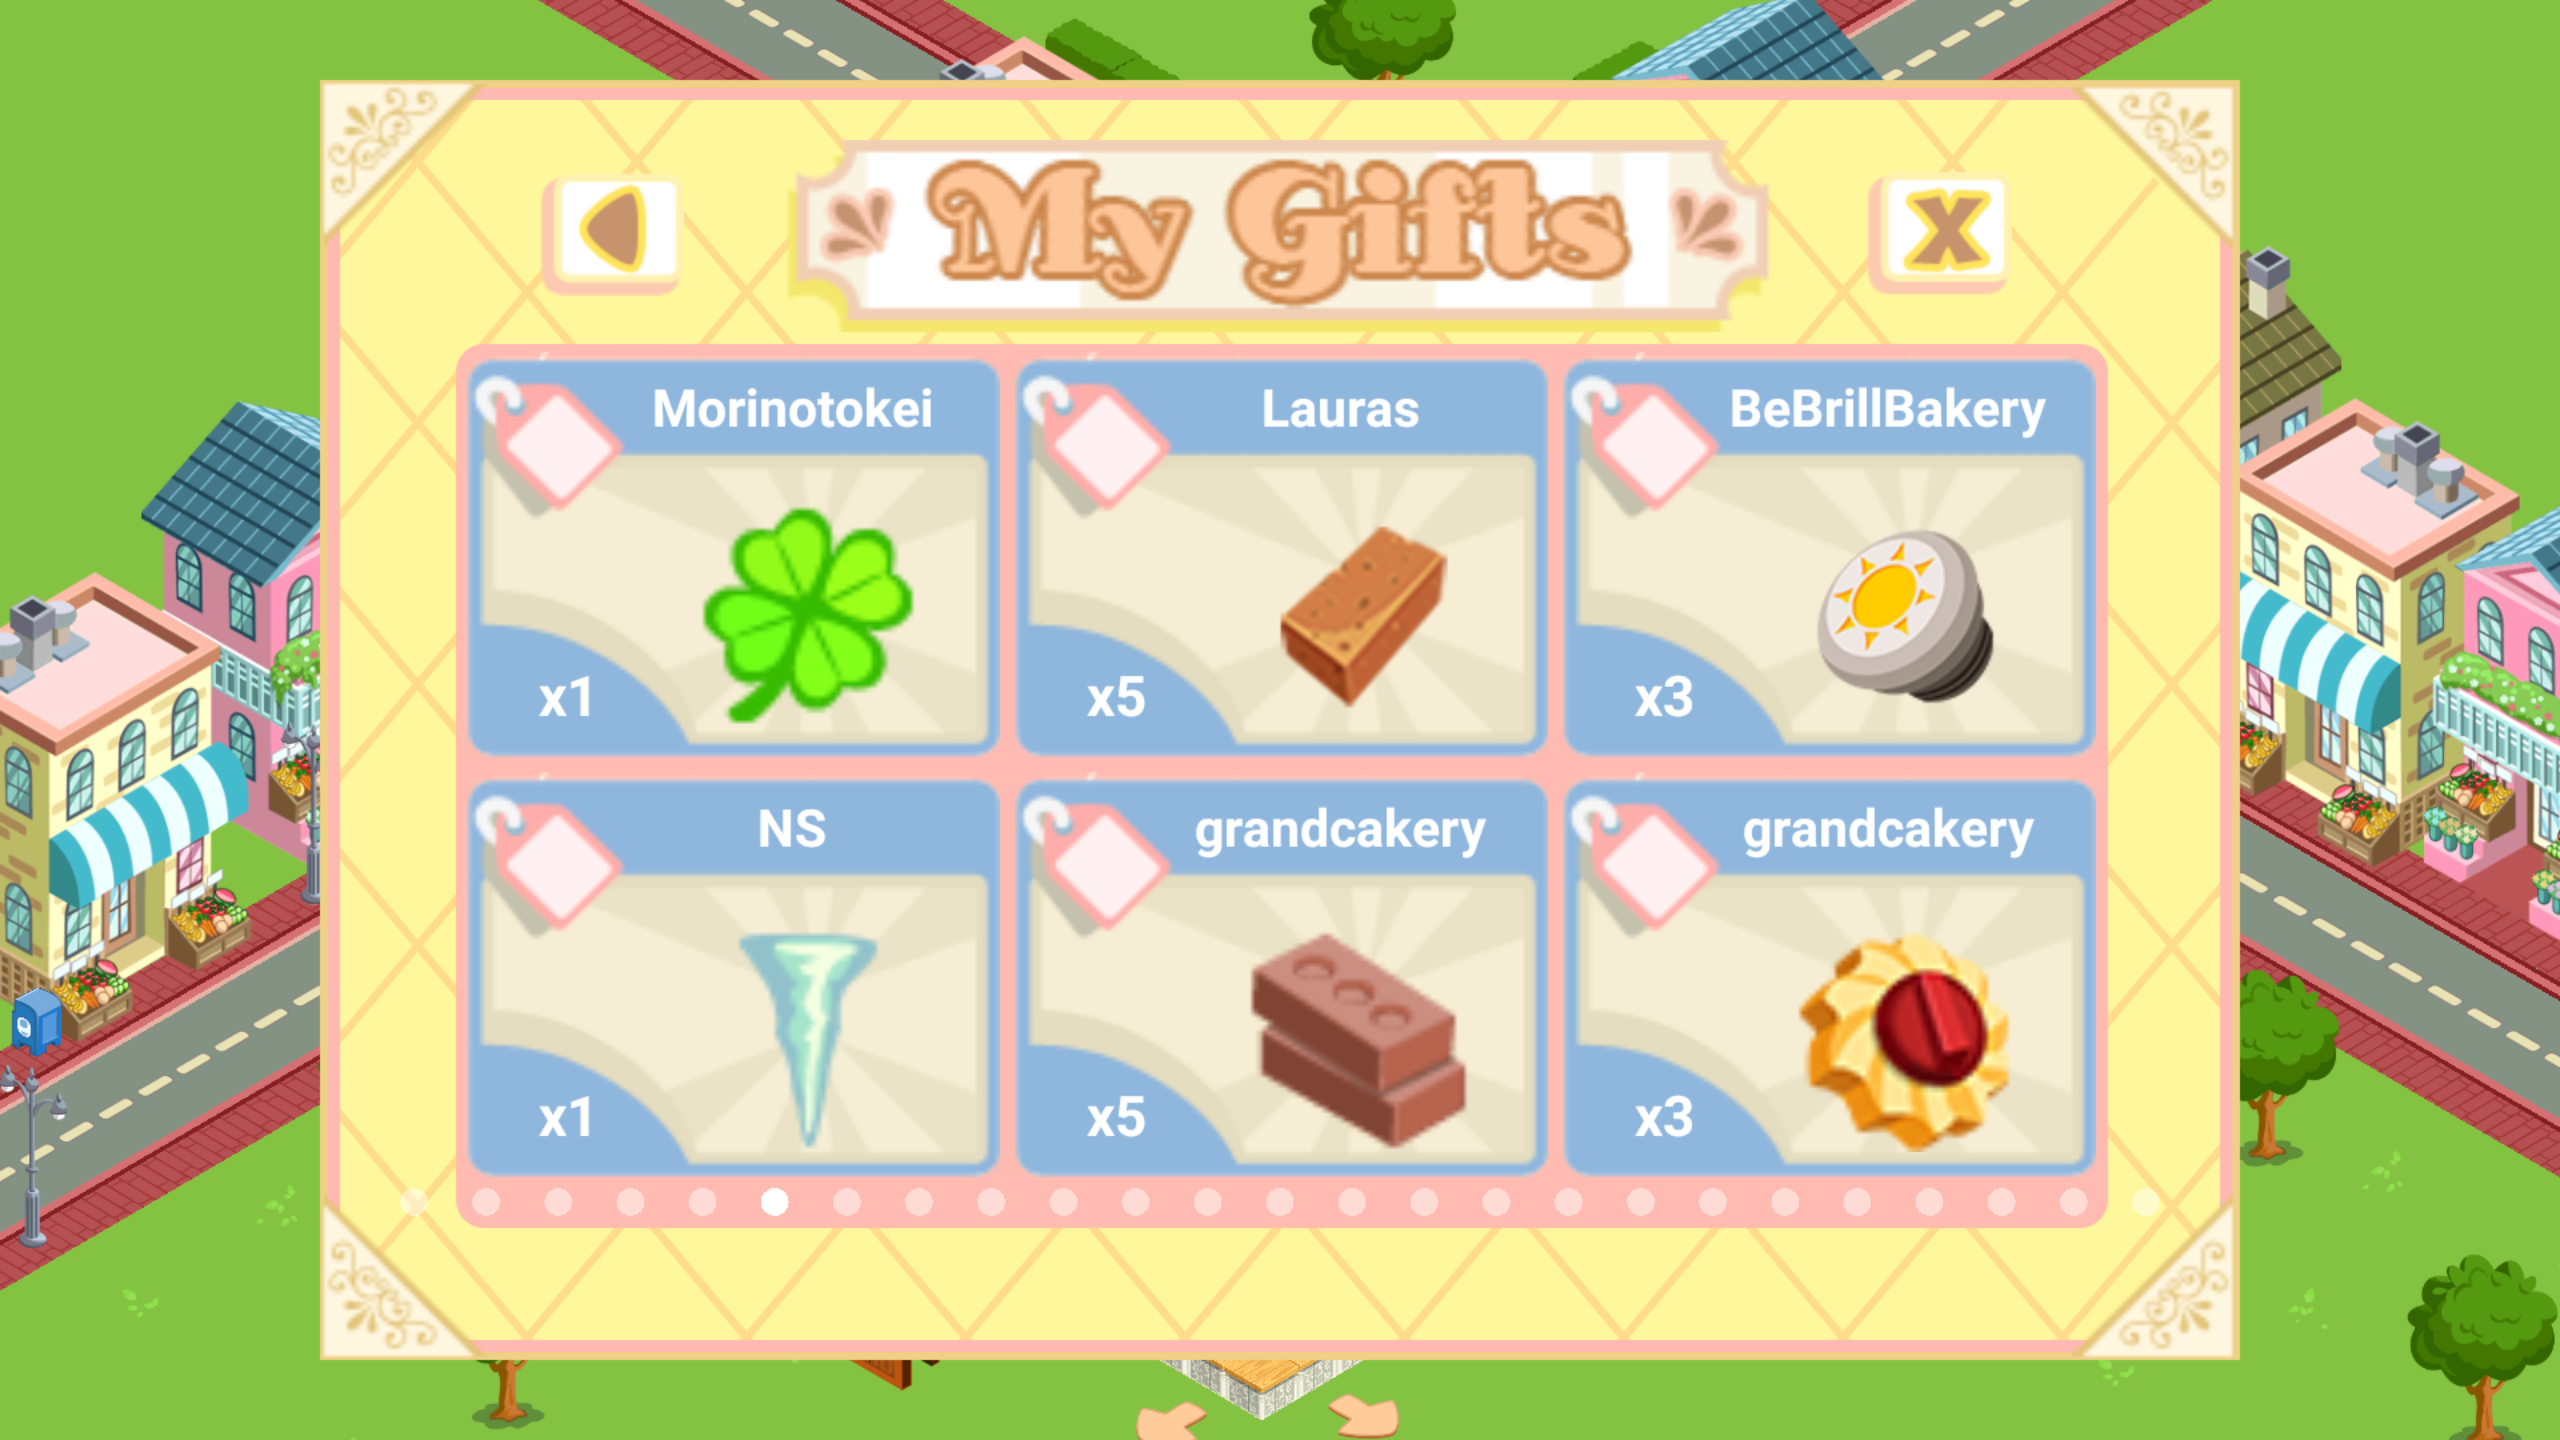 My Gifts
X
Morinotokei
x1
Lauras
x5
BeBrillBakery
x3
NS
x1
grandcakery
x5
grandcakery
x3